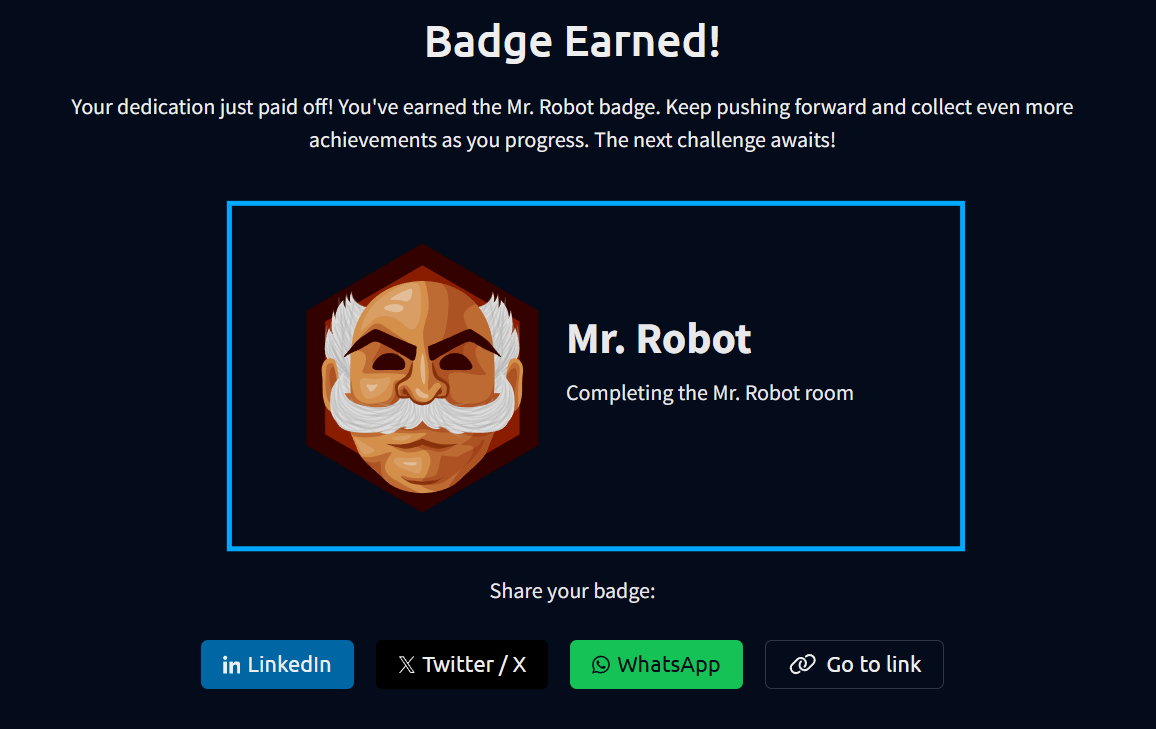 Badge Earned!
Your dedication just paid off! You've earned the Mr. Robot badge. Keep pushing forward and collect even more
achievements as you progress. The next challenge awaits!
Mr. Robot
Completing the Mr. Robot room
Share your badge:
in LinkedIn
𝕏 Twitter / X
WhatsApp
Go to link